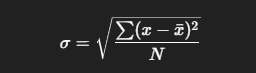 σ = √(∑(x − x̄)² / N)